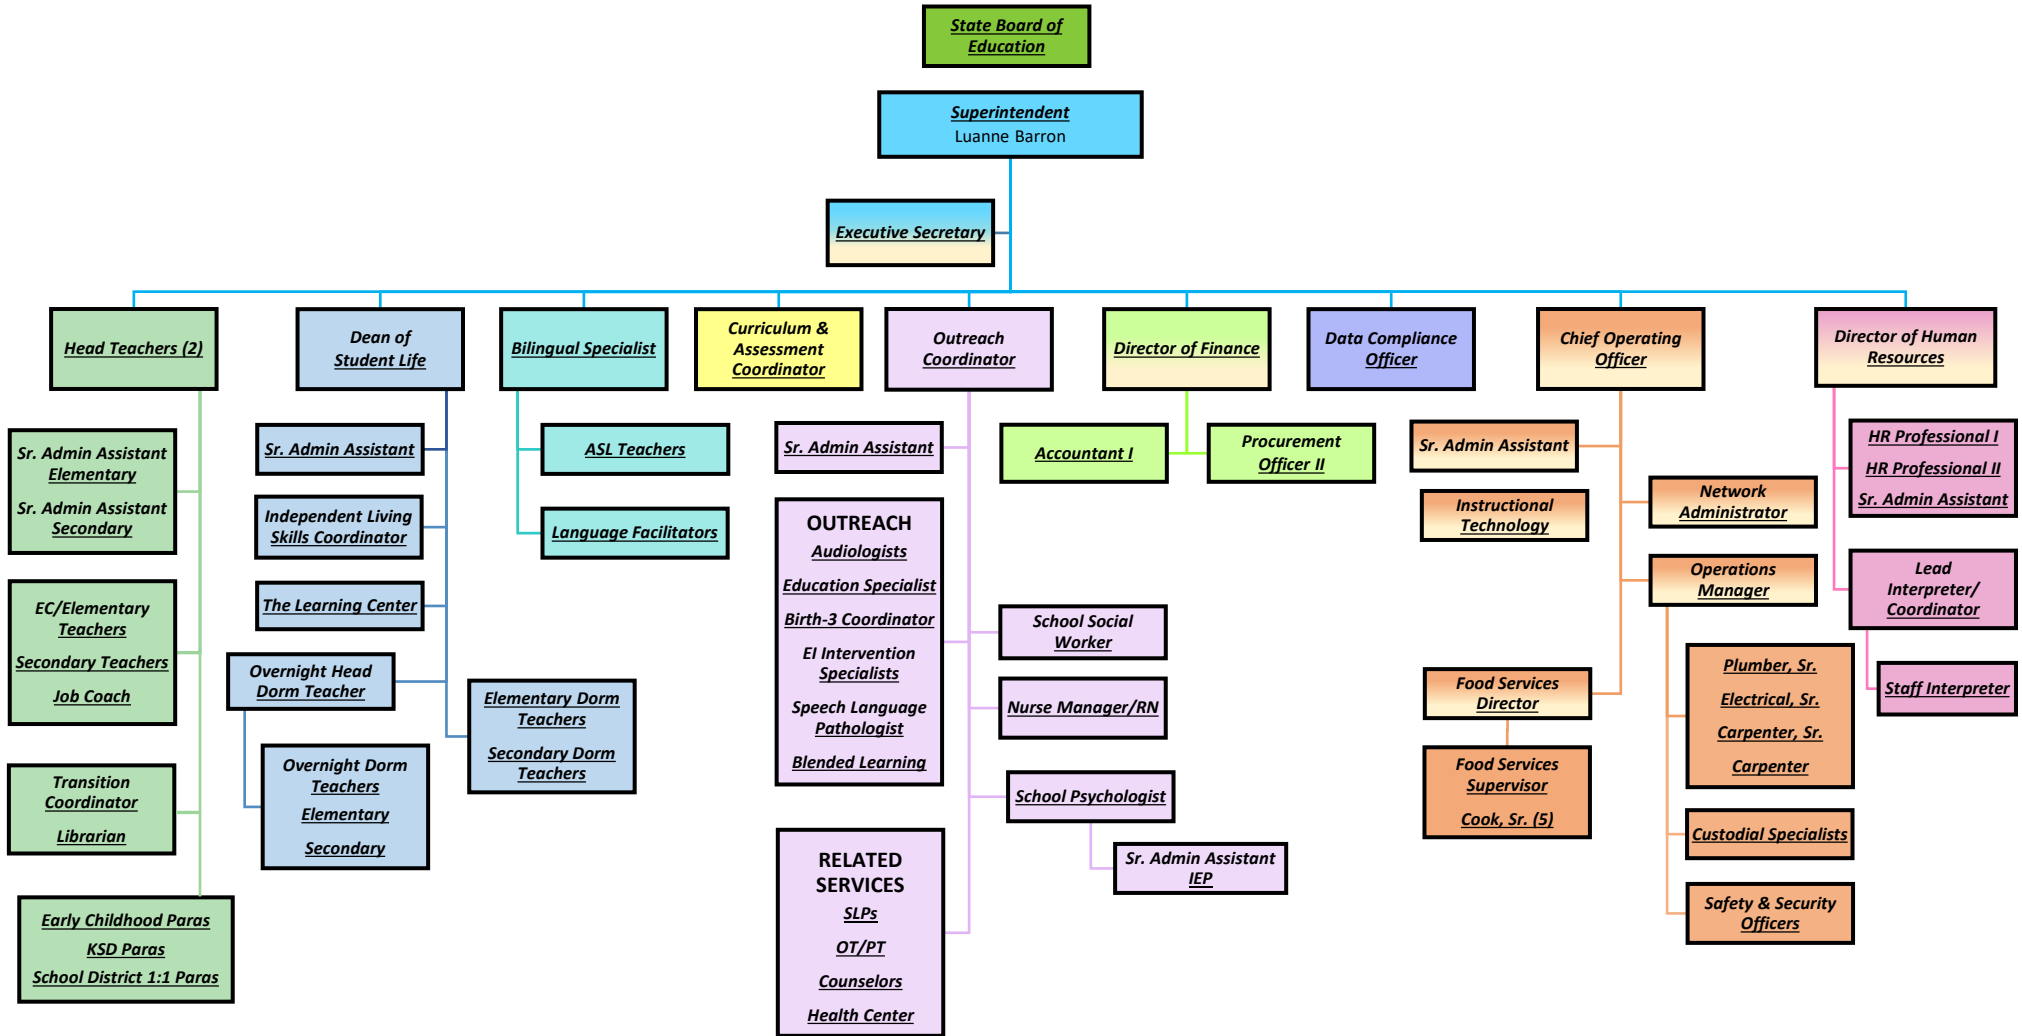 State Board of
Education
Superintendent
Luanne Barron
Executive Secretary
Head Teachers (2)
Dean of
Student Life
Bilingual Specialist
Curriculum &
Assessment
Coordinator
Outreach
Coordinator
Director of Finance
Data Compliance
Officer
Chief Operating
Officer
Director of Human
Resources
Sr. Admin Assistant
Elementary
Sr. Admin Assistant
Secondary
EC/Elementary
Teachers
Secondary Teachers
Job Coach
Transition
Coordinator
Librarian
Early Childhood Paras
KSD Paras
School District 1:1 Paras
Sr. Admin Assistant
Independent Living
Skills Coordinator
The Learning Center
Overnight Head
Dorm Teacher
Overnight Dorm
Teachers
Elementary
Secondary
Elementary Dorm
Teachers
Secondary Dorm
Teachers
ASL Teachers
Language Facilitators
Sr. Admin Assistant
OUTREACH
Audiologists
Education Specialist
Birth-3 Coordinator
EI Intervention
Specialists
Speech Language
Pathologist
Blended Learning
RELATED
SERVICES
SLPs
OT/PT
Counselors
Health Center
School Social
Worker
Nurse Manager/RN
School Psychologist
Sr. Admin Assistant
IEP
Accountant I
Procurement
Officer II
Sr. Admin Assistant
Instructional
Technology
Network
Administrator
Operations
Manager
Food Services
Director
Food Services
Supervisor
Cook, Sr. (5)
Plumber, Sr.
Electrical, Sr.
Carpenter, Sr.
Carpenter
Custodial Specialists
Safety & Security
Officers
HR Professional I
HR Professional II
Sr. Admin Assistant
Lead
Interpreter/
Coordinator
Staff Interpreter